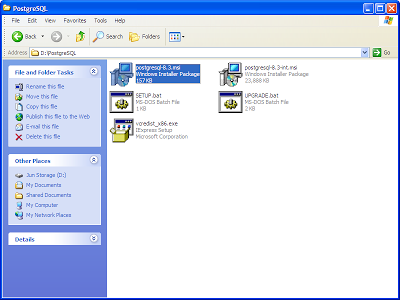 PostgreSQL
File Edit View Favorites Tools Help
Back Search Folders
Address D:\PostgreSQL Go
File and Folder Tasks
Rename this file
Move this file
Copy this file
Publish this file to the Web
E-mail this file
Delete this file
Other Places
Jun Storage (D:)
My Documents
Shared Documents
My Computer
My Network Places
Details
postgresql-8.3.msi
Windows Installer Package
157 KB
postgresql-8.3-int.msi
Windows Installer Package
23,888 KB
SETUP.bat
MS-DOS Batch File
1 KB
UPGRADE.bat
MS-DOS Batch File
2 KB
vcredist_x86.exe
IExpress Setup
Microsoft Corporation